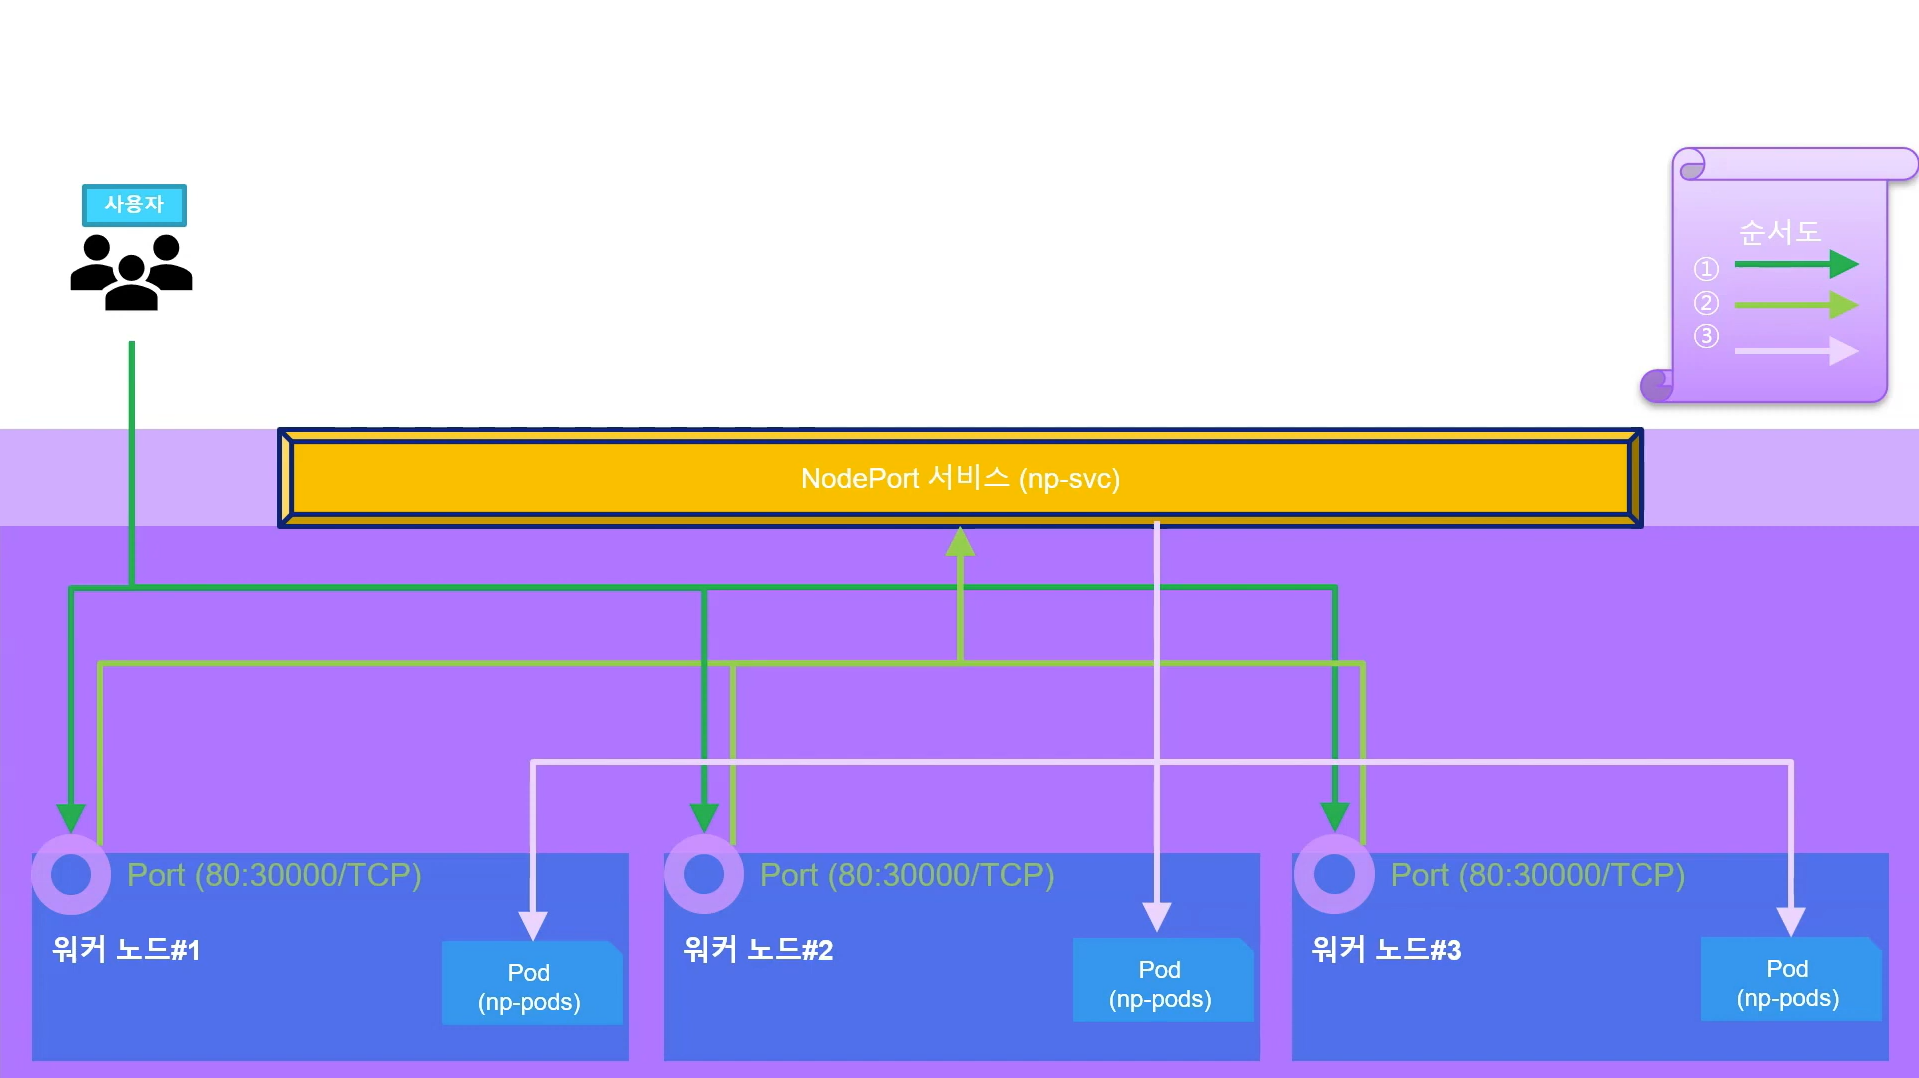 사용자
순서도
①
②
③
NodePort 서비스 (np-svc)
Port (80:30000/TCP)
워커 노드#1
Pod
(np-pods)
Port (80:30000/TCP)
워커 노드#2
Pod
(np-pods)
Port (80:30000/TCP)
워커 노드#3
Pod
(np-pods)